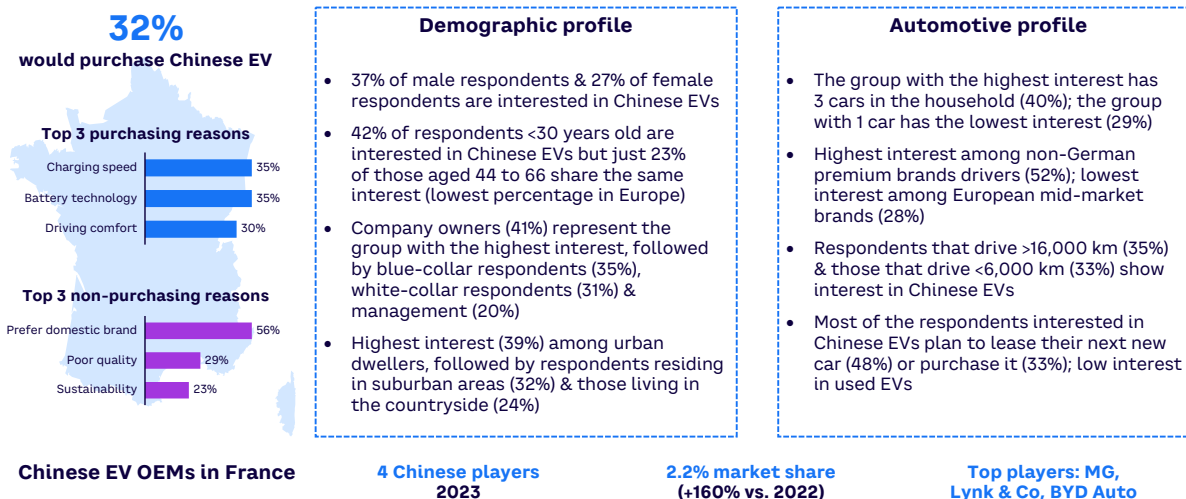 32%
would purchase Chinese EV
Top 3 purchasing reasons
Charging speed 35%
Battery technology 35%
Driving comfort 30%
Top 3 non-purchasing reasons
Prefer domestic brand 56%
Poor quality 29%
Sustainability 23%
Demographic profile
• 37% of male respondents & 27% of female
respondents are interested in Chinese EVs
• 42% of respondents <30 years old are
interested in Chinese EVs but just 23%
of those aged 44 to 66 share the same
interest (lowest percentage in Europe)
• Company owners (41%) represent the
group with the highest interest, followed
by blue-collar respondents (35%),
white-collar respondents (31%) &
management (20%)
• Highest interest (39%) among urban
dwellers, followed by respondents residing
in suburban areas (32%) & those living in
the countryside (24%)
Automotive profile
• The group with the highest interest has
3 cars in the household (40%); the group
with 1 car has the lowest interest (29%)
• Highest interest among non-German
premium brands drivers (52%); lowest
interest among European mid-market
brands (28%)
• Respondents that drive >16,000 km (35%)
& those that drive <6,000 km (33%) show
interest in Chinese EVs
• Most of the respondents interested in
Chinese EVs plan to lease their next new
car (48%) or purchase it (33%); low interest
in used EVs
Chinese EV OEMs in France
4 Chinese players
2023
2.2% market share
(+160% vs. 2022)
Top players: MG,
Lynk & Co, BYD Auto